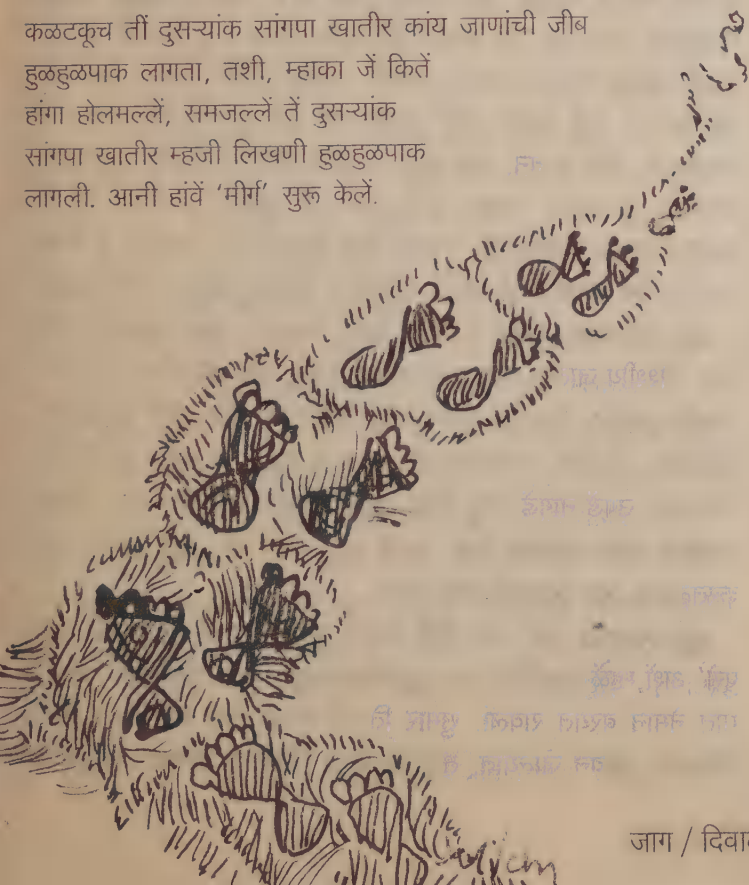 कळटकूच तीं दुसऱ्यांक सांगपा खातीर कांय जाणांची जीब
हुळहुळपाक लागता, तशी, म्हाका जें कितें
हांगा होलमल्लें, समजल्लें तें दुसऱ्यांक
सांगपा खातीर म्हजी लिखणी हुळहुळपाक
लागली. आनी हांवें ‘मीर्ग’ सुरू केलें.
जाग /